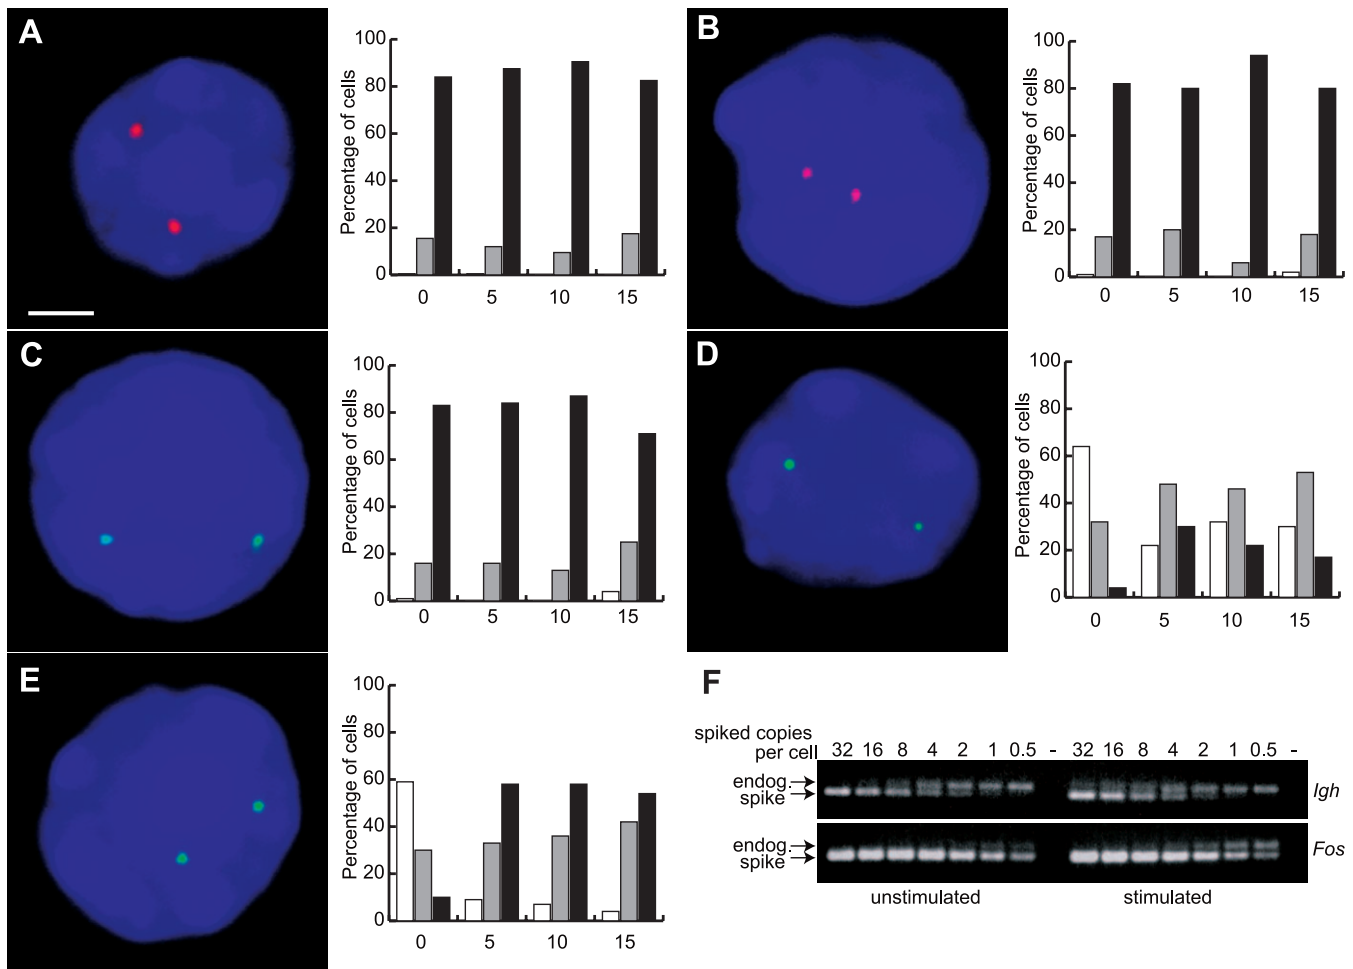 A
100
80
60
40
20
0
Percentage of cells
0 5 10 15
B
100
80
60
40
20
0
Percentage of cells
0 5 10 15
C
100
80
60
40
20
0
Percentage of cells
0 5 10 15
D
100
80
60
40
20
0
Percentage of cells
0 5 10 15
E
100
80
60
40
20
0
Percentage of cells
0 5 10 15
F
spiked copies
per cell 32 16 8 4 2 1 0.5 - 32 16 8 4 2 1 0.5 -
endog.
spike
Igh
endog.
spike
Fos
unstimulated stimulated